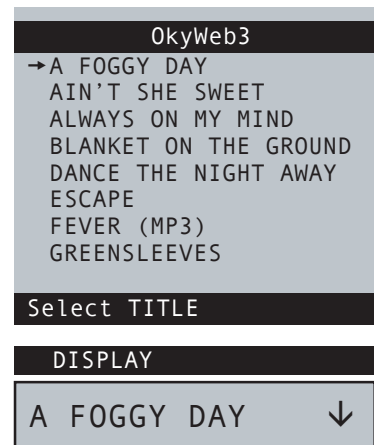 OkyWeb3
→A FOGGY DAY
AIN'T SHE SWEET
ALWAYS ON MY MIND
BLANKET ON THE GROUND
DANCE THE NIGHT AWAY
ESCAPE
FEVER (MP3)
GREENSLEEVES
Select TITLE
DISPLAY
A FOGGY DAY ↓